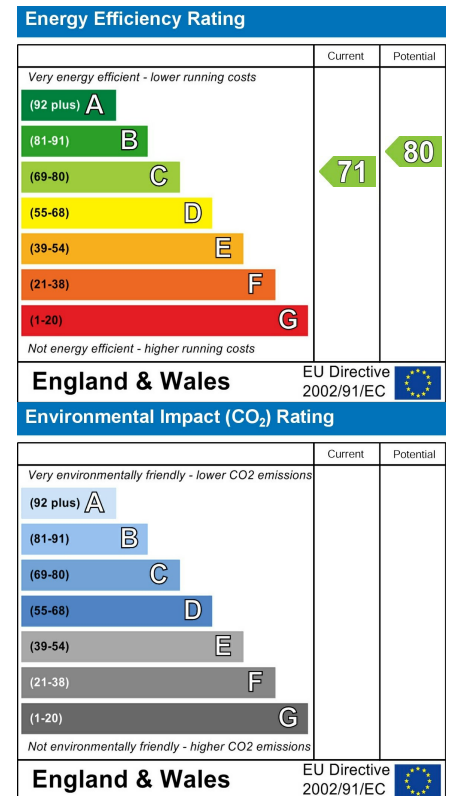 Energy Efficiency Rating
Current Potential
Very energy efficient - lower running costs
(92 plus) A
(81-91) B
(69-80) C
(55-68) D
(39-54) E
(21-38) F
(1-20) G
71
80
Not energy efficient - higher running costs
England & Wales
EU Directive
2002/91/EC
Environmental Impact (CO₂) Rating
Current Potential
Very environmentally friendly - lower CO2 emissions
(92 plus) A
(81-91) B
(69-80) C
(55-68) D
(39-54) E
(21-38) F
(1-20) G
Not environmentally friendly - higher CO2 emissions
England & Wales
EU Directive
2002/91/EC